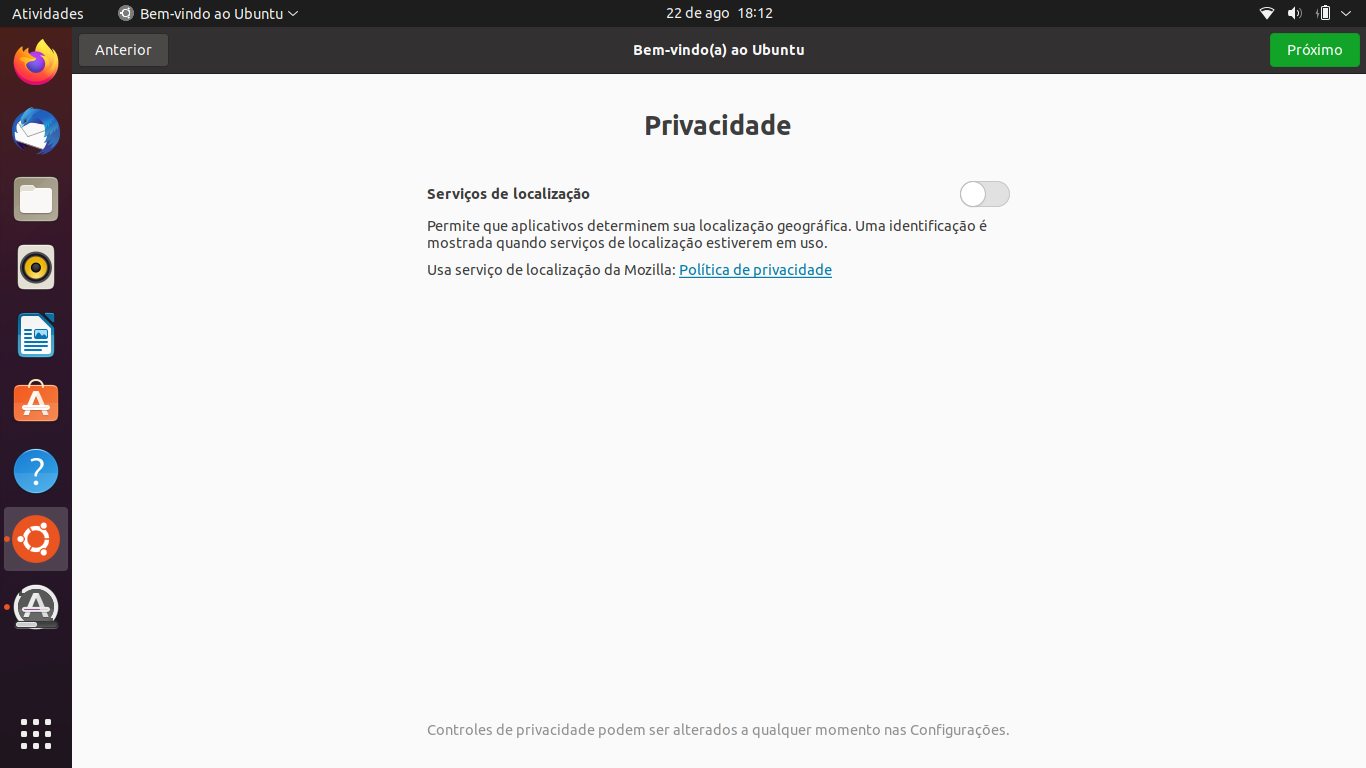 Atividades
Bem-vindo ao Ubuntu
22 de ago 18:12
Anterior
Bem-vindo(a) ao Ubuntu
Próximo
Privacidade
Serviços de localização
Permite que aplicativos determinem sua localização geográfica. Uma identificação é
mostrada quando serviços de localização estiverem em uso.
Usa serviço de localização da Mozilla: Política de privacidade
Controles de privacidade podem ser alterados a qualquer momento nas Configurações.